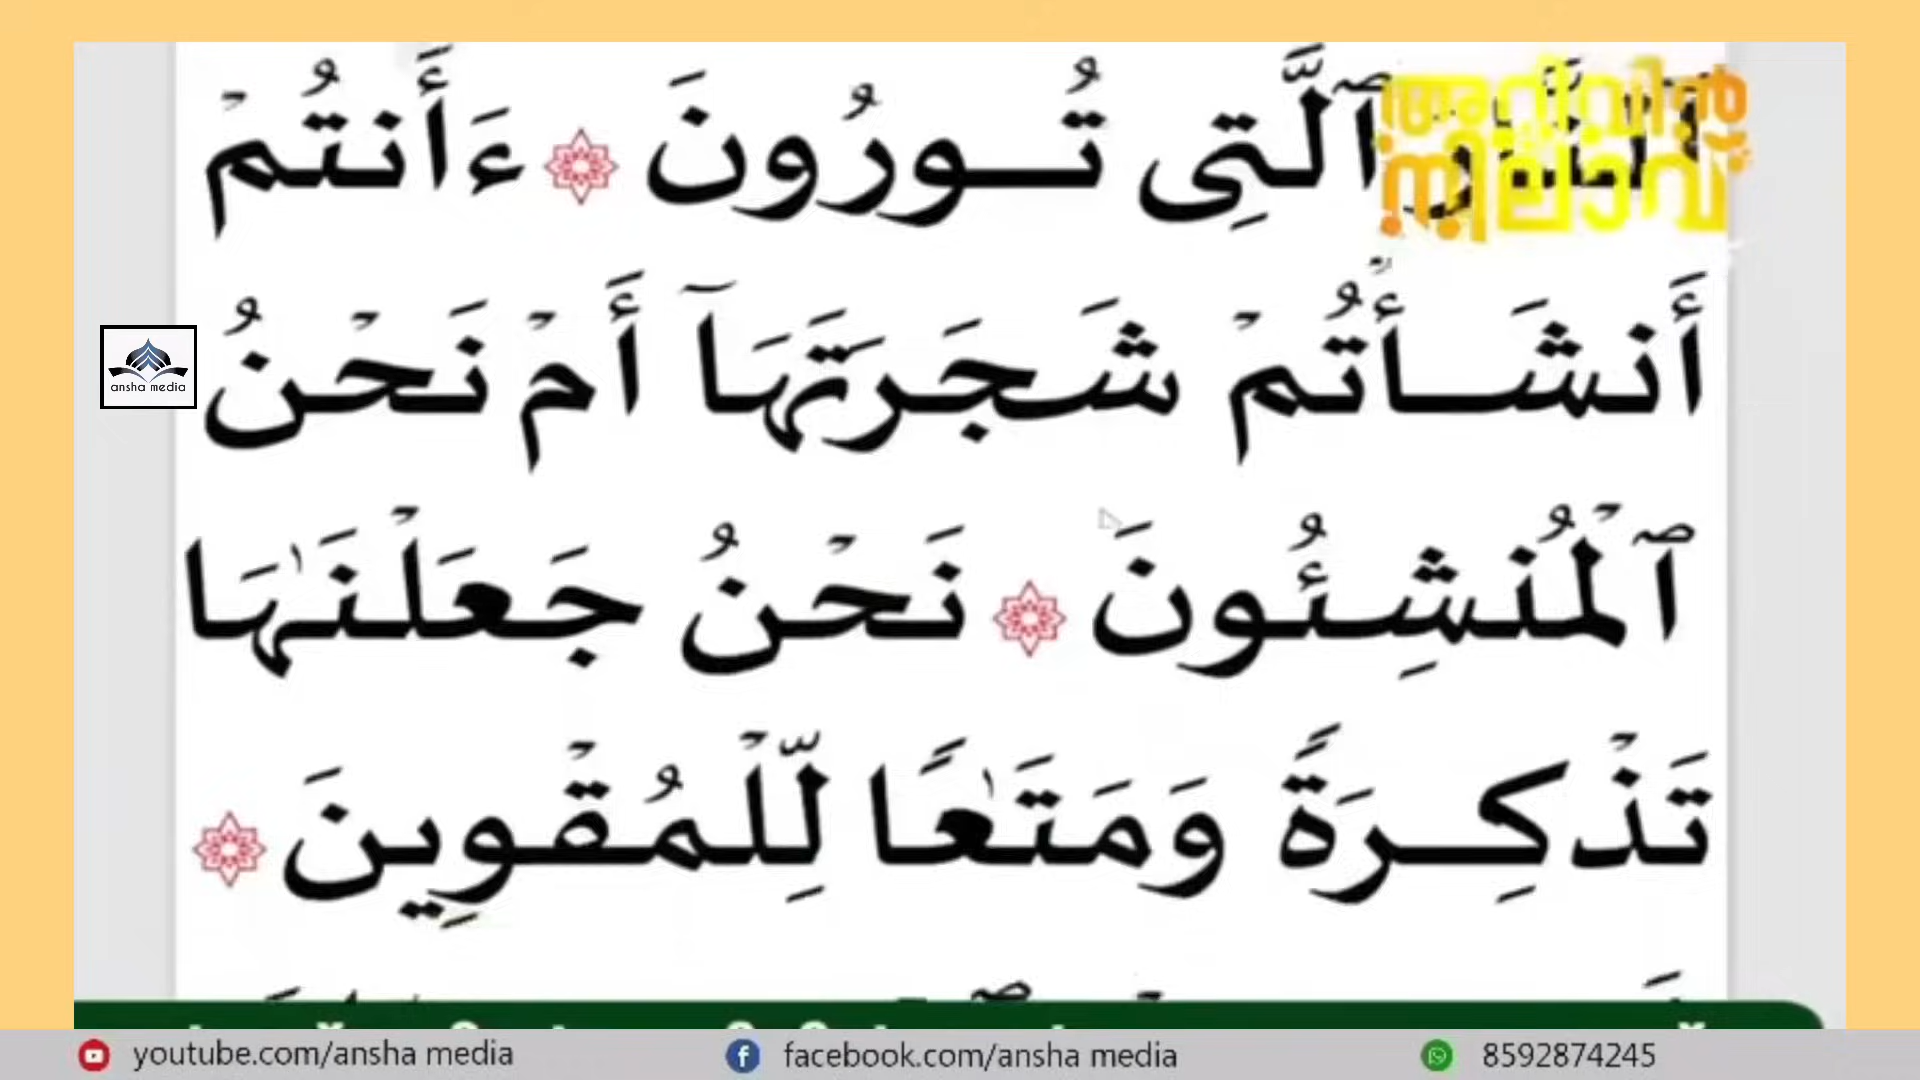 ٱلَّتِى تُورُونَ ۞ ءَأَنتُمْ
أَنشَأْتُمْ شَجَرَتَهَآ أَمْ نَحْنُ
ٱلْمُنشِـُٔونَ ۞ نَحْنُ جَعَلْنَٰهَا
تَذْكِرَةً وَمَتَٰعًا لِّلْمُقْوِينَ ۞
അറിവിൻ
നിലാവ്
ansha media
youtube.com/ansha media
facebook.com/ansha media
8592874245